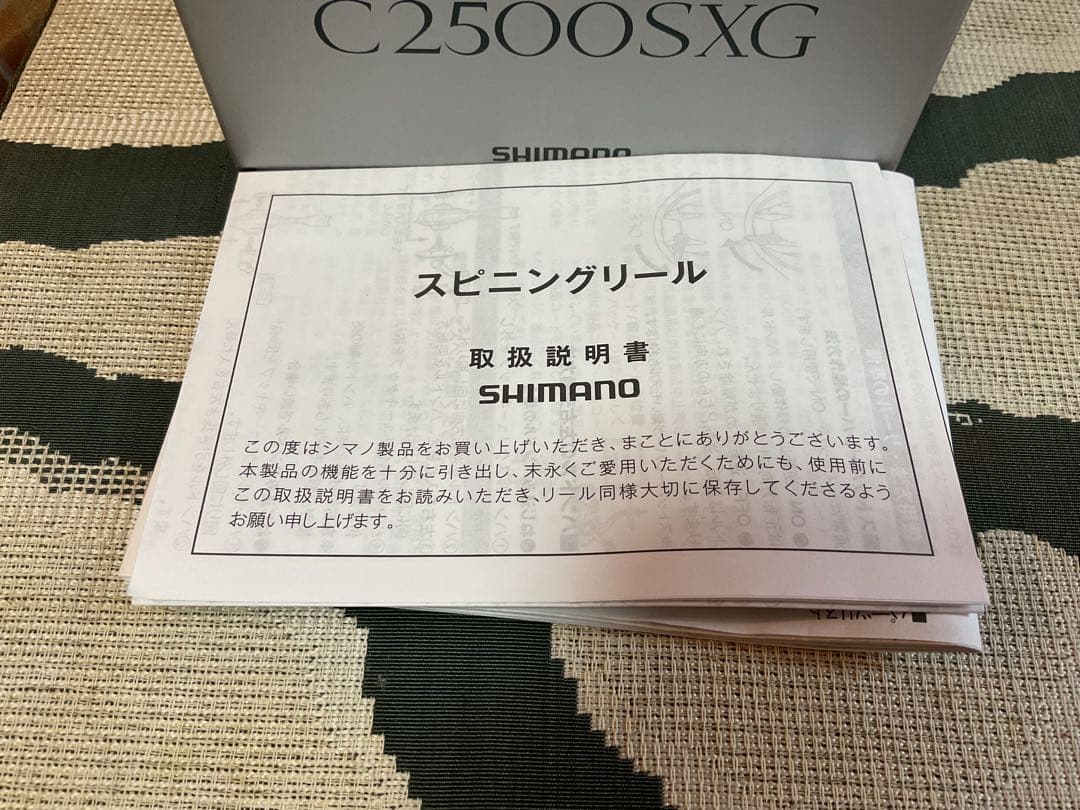 C2500SXG
SHIMANO
スピニングリール
取扱説明書
SHIMANO
この度はシマノ製品をお買い上げいただき、まことにありがとうございます。
本製品の機能を十分に引き出し、末永くご愛用いただくためにも、使用前に
この取扱説明書をお読みいただき、リール同様大切に保存してくださるよう
お願い申し上げます。
■パーツリスト